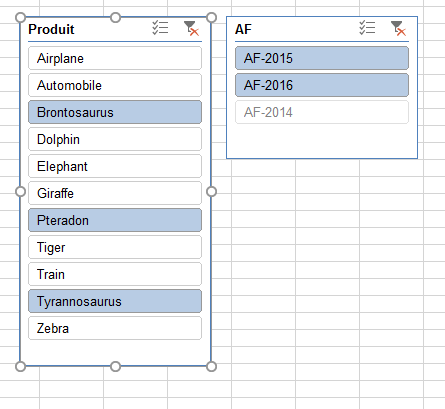 Produit
Airplane
Automobile
Brontosaurus
Dolphin
Elephant
Giraffe
Pteradon
Tiger
Train
Tyrannosaurus
Zebra
AF
AF-2015
AF-2016
AF-2014